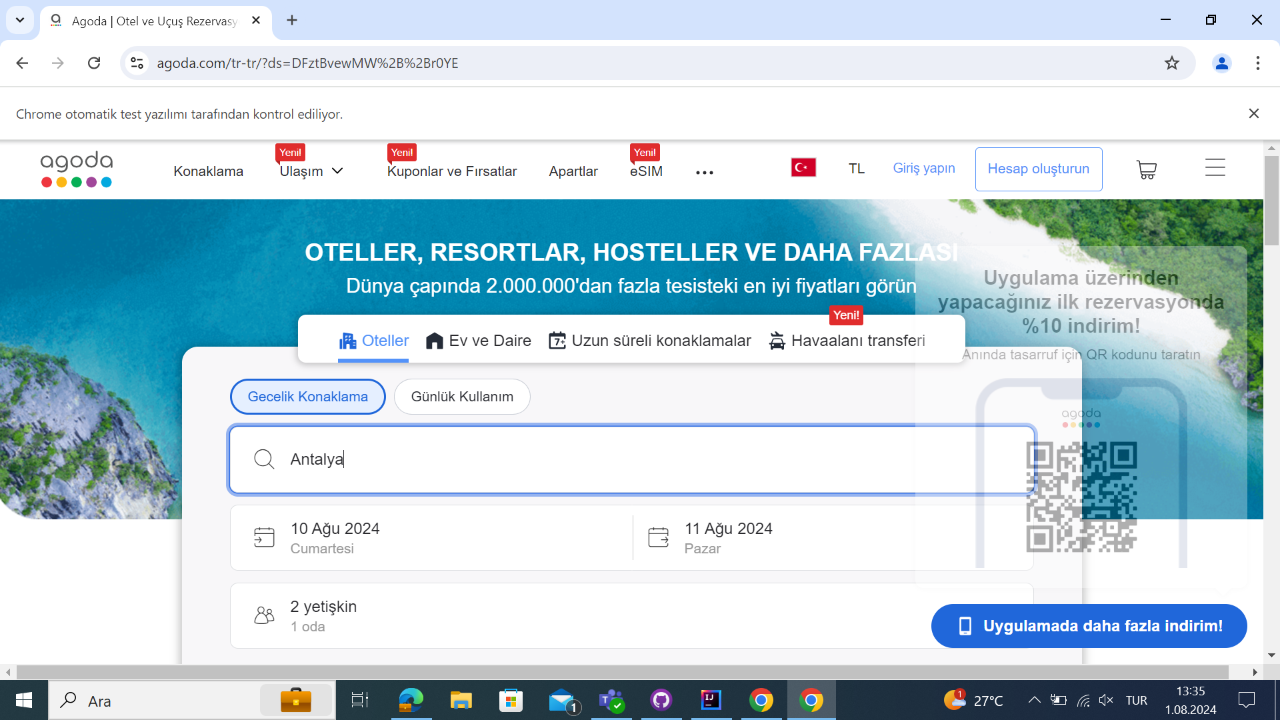 Agoda | Otel ve Uçuş Rezervasy
agoda.com/tr-tr/?ds=DFztBvewMW%2B%2Br0YE
Chrome otomatik test yazılımı tarafından kontrol ediliyor.
agoda
Konaklama
Yeni!
Ulaşım
Yeni!
Kuponlar ve Fırsatlar
Apartlar
Yeni!
eSIM
TL
Giriş yapın
Hesap oluşturun
OTELLER, RESORTLAR, HOSTELLER VE DAHA FAZLASI
Dünya çapında 2.000.000'dan fazla tesisteki en iyi fiyatları görün
Oteller
Ev ve Daire
Uzun süreli konaklamalar
Yeni!
Havaalanı transferi
Gecelik Konaklama
Günlük Kullanım
Antalya
10 Ağu 2024
Cumartesi
11 Ağu 2024
Pazar
2 yetişkin
1 oda
Uygulama üzerinden
yapacağınız ilk rezervasyonda
%10 indirim!
Anında tasarruf için QR kodunu taratın
agoda
Uygulamada daha fazla indirim!
Ara
1
1
27°C
TUR
13:35
1.08.2024